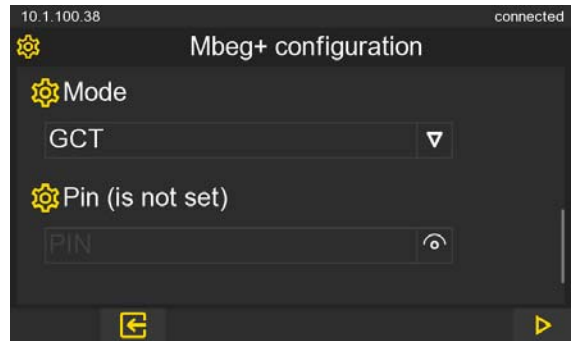 10.1.100.38 connected
Mbeg+ configuration
Mode
GCT
Pin (is not set)
PIN